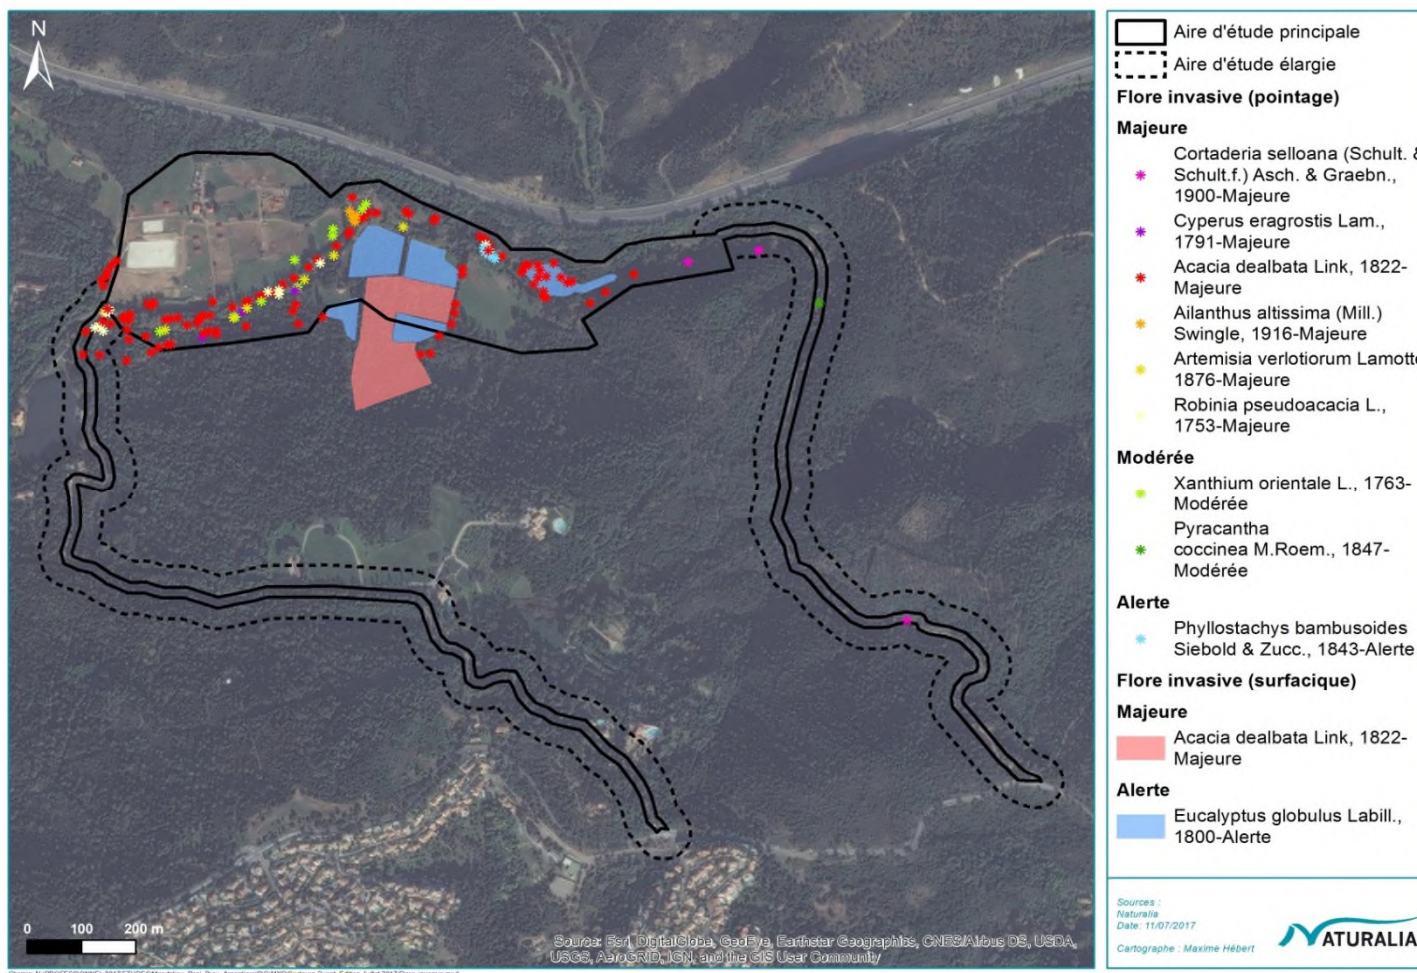 N
0 100 200 m
Source: Esri, DigitalGlobe, GeoEye, Earthstar Geographics, CNES/Airbus DS, USDA,
USGS, AeroGRID, IGN, and the GIS User Community
Aire d'étude principale
Aire d'étude élargie
Flore invasive (pointage)
Majeure
Cortaderia selloana (Schult. &
Schult.f.) Asch. & Graebn.,
1900-Majeure
Cyperus eragrostis Lam.,
1791-Majeure
Acacia dealbata Link, 1822-
Majeure
Ailanthus altissima (Mill.)
Swingle, 1916-Majeure
Artemisia verlotiorum Lamotte
1876-Majeure
Robinia pseudoacacia L.,
1753-Majeure
Modérée
Xanthium orientale L., 1763-
Modérée
Pyracantha
coccinea M.Roem., 1847-
Modérée
Alerte
Phyllostachys bambusoides
Siebold & Zucc., 1843-Alerte
Flore invasive (surfacique)
Majeure
Acacia dealbata Link, 1822-
Majeure
Alerte
Eucalyptus globulus Labill.,
1800-Alerte
Sources :
Naturalia
Date: 11/07/2017
Cartographe : Maxime Hébert
NATURALIA